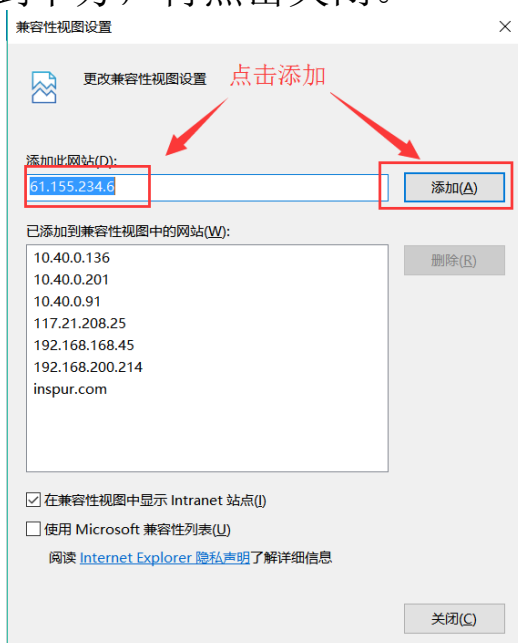 再点击关闭。
兼容性视图设置
更改兼容性视图设置
点击添加
添加此网站(D):
61.155.234.6
添加(A)
已添加到兼容性视图中的网站(W):
删除(R)
10.40.0.136
10.40.0.201
10.40.0.91
117.21.208.25
192.168.168.45
192.168.200.214
inspur.com
在兼容性视图中显示 Intranet 站点(I)
使用 Microsoft 兼容性列表(U)
阅读 Internet Explorer 隐私声明了解详细信息
关闭(C)